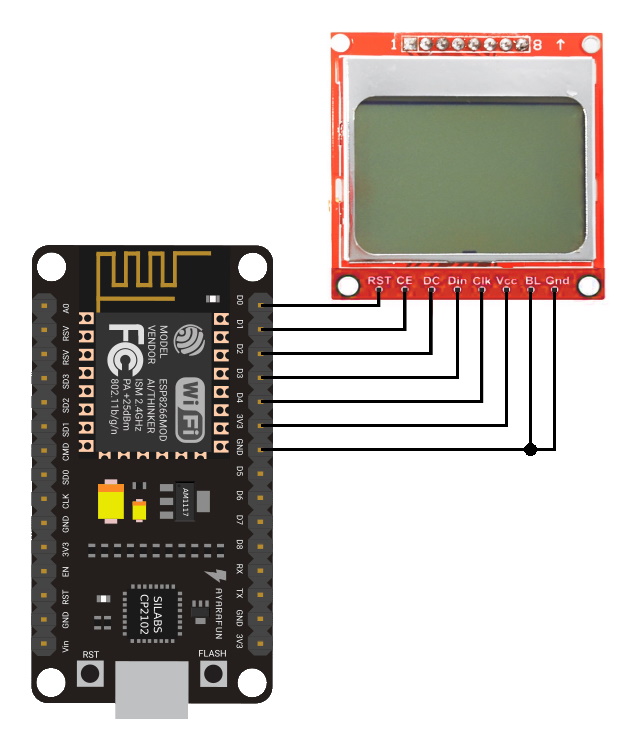 1 8 ↑
RST CE DC Din Clk Vcc BL Gnd
A0
RSV
RSV
SD3
SD2
SD1
CMD
SD0
CLK
GND
3V3
EN
RST
GND
Vin
D0
D1
D2
D3
D4
3V3
GND
D5
D6
D7
D8
RX
TX
GND
3V3
MODEL
VENDOR
FC
ESP8266MOD
AI/THINKER
ISM 2.4GHz
PA +25dBm
802.11b/g/n
Wi Fi
AM1117
SILABS
CP2102
AYARAFUN
RST
FLASH